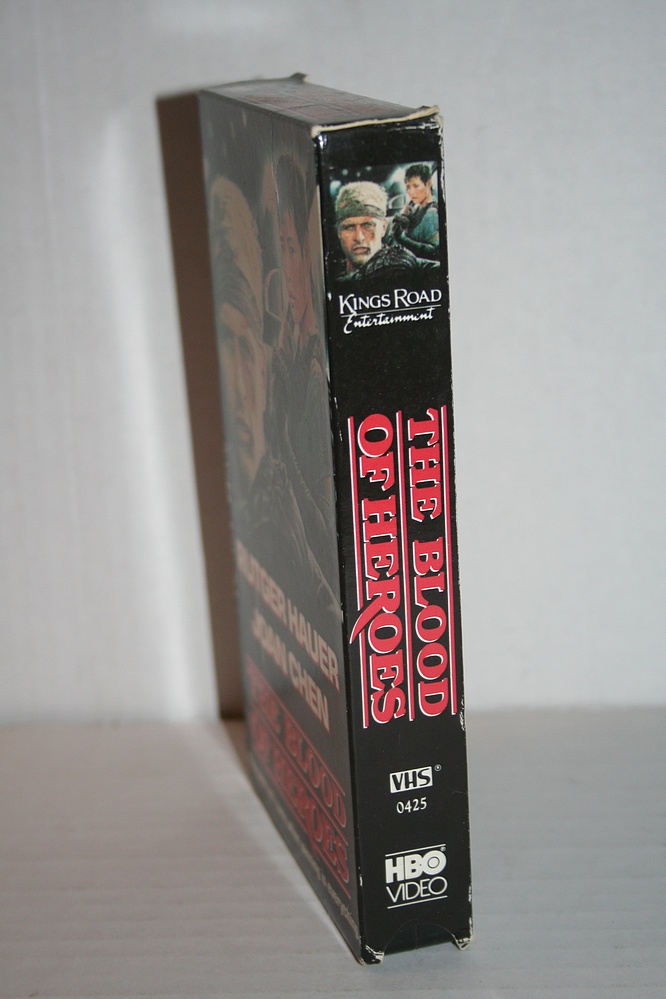 KINGS ROAD
Entertainment
THE BLOOD
OF HEROES
VHS®
0425
HBO®
VIDEO
RUTGER HAUER
JOAN CHEN
THE BLOOD
OF HEROES